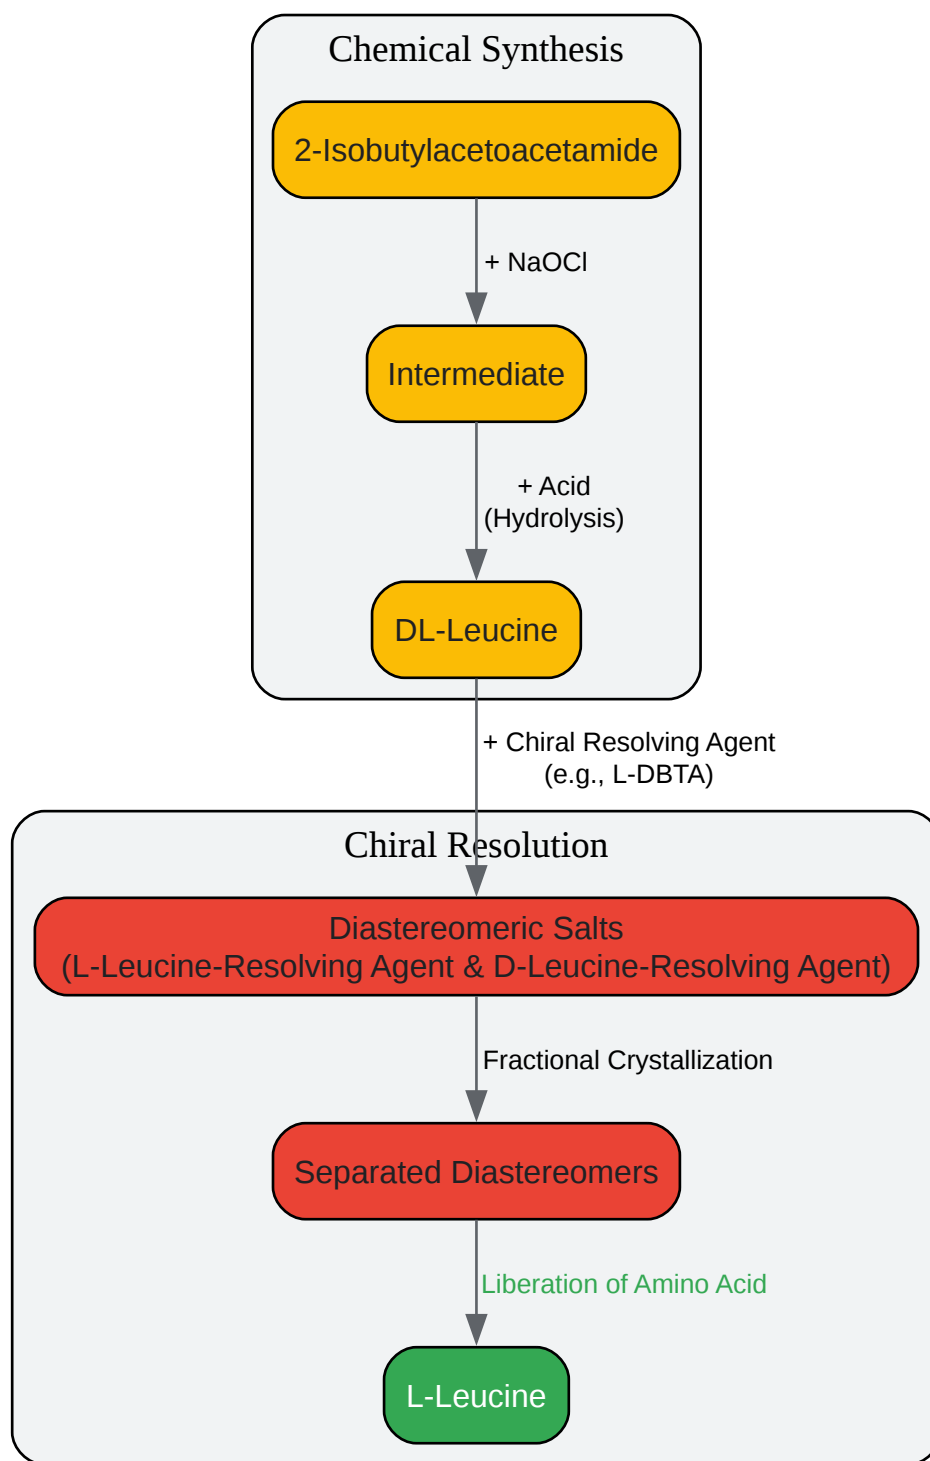 Chemical Synthesis
2-Isobutylacetoacetamide
+ NaOCl
Intermediate
+ Acid
(Hydrolysis)
DL-Leucine
+ Chiral Resolving Agent
(e.g., L-DBTA)
Chiral Resolution
Diastereomeric Salts
(L-Leucine-Resolving Agent & D-Leucine-Resolving Agent)
Fractional Crystallization
Separated Diastereomers
Liberation of Amino Acid
L-Leucine